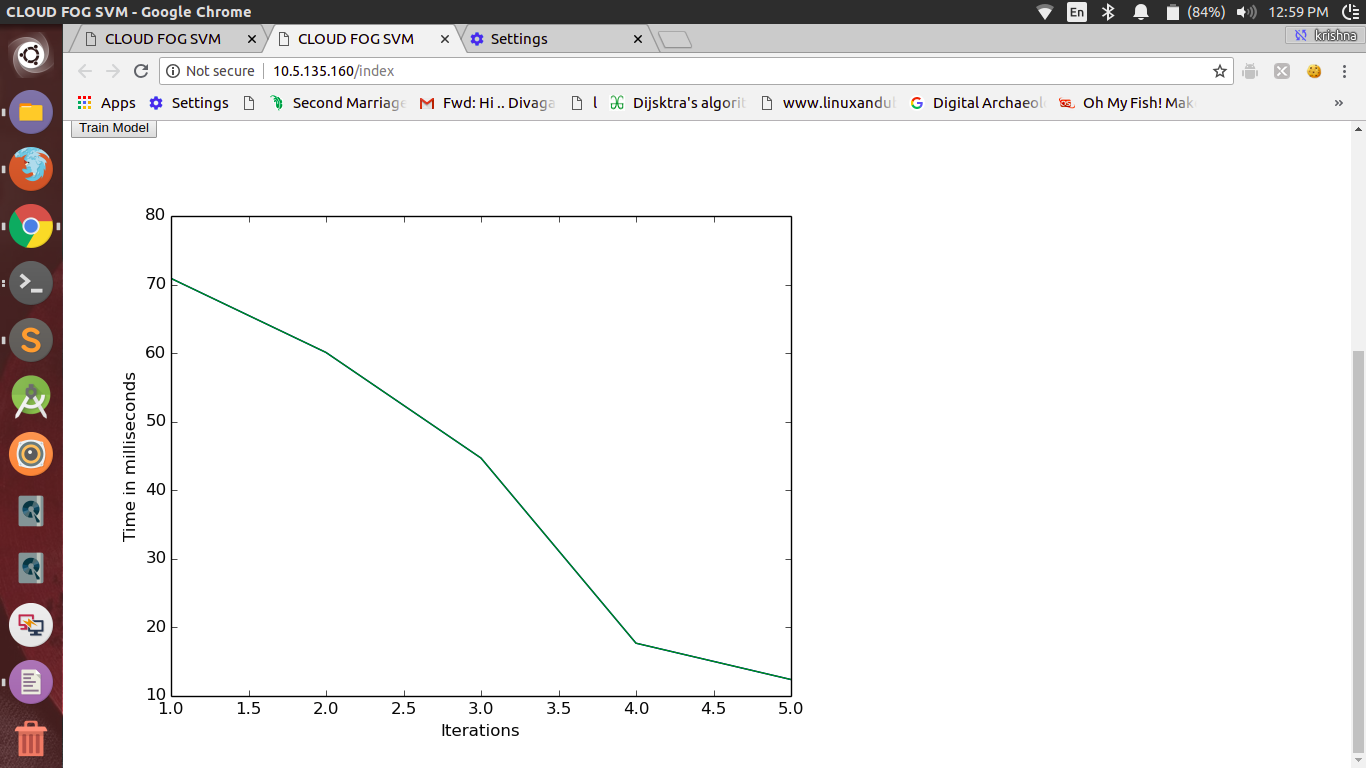 CLOUD FOG SVM - Google Chrome
En
(84%)
12:59 PM
CLOUD FOG SVM
CLOUD FOG SVM
Settings
krishna
Not secure
10.5.135.160/index
Apps
Settings
Second Marriage
Fwd: Hi .. Divaga
l
Dijsktra's algorit
www.linuxandu
Digital Archaeol
Oh My Fish! Mak
»
Train Model
80
70
60
50
40
30
20
10
Time in milliseconds
1.0 1.5 2.0 2.5 3.0 3.5 4.0 4.5 5.0
Iterations